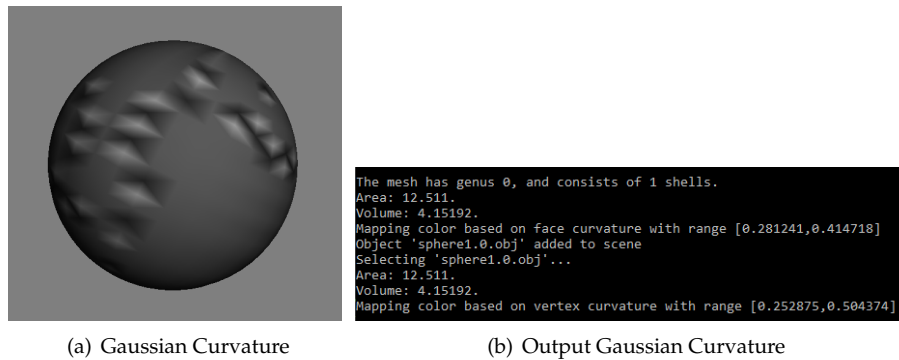 The mesh has genus 0, and consists of 1 shells.
Area: 12.511.
Volume: 4.15192.
Mapping color based on face curvature with range [0.281241,0.414718]
Object 'sphere1.0.obj' added to scene
Selecting 'sphere1.0.obj'...
Area: 12.511.
Volume: 4.15192.
Mapping color based on vertex curvature with range [0.252875,0.504374]
(a) Gaussian Curvature
(b) Output Gaussian Curvature